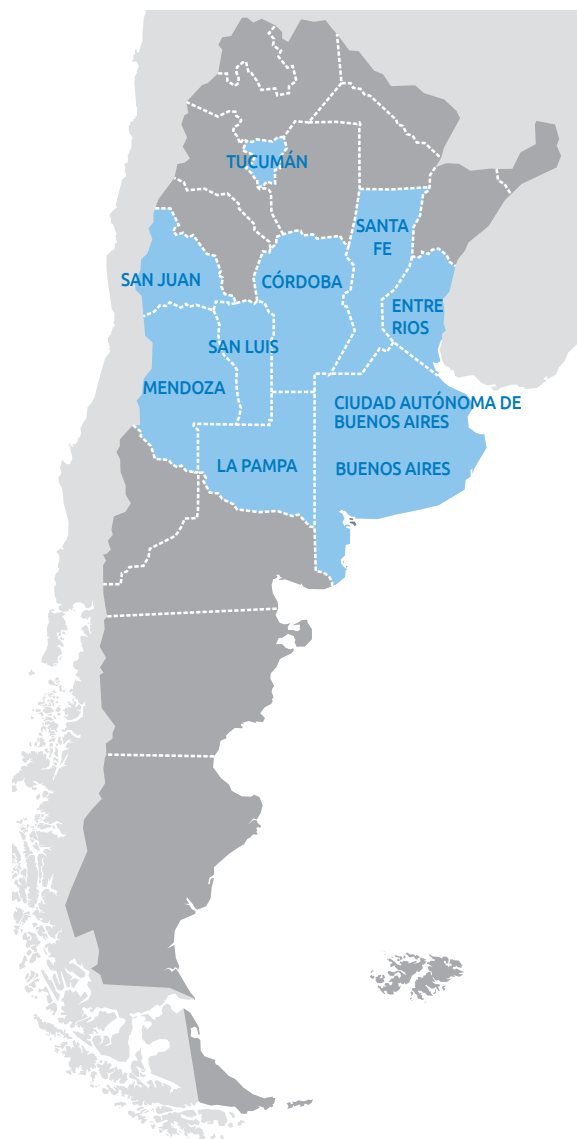 TUCUMÁN
SANTA
FE
SAN JUAN
CÓRDOBA
ENTRE
RIOS
SAN LUIS
MENDOZA
CIUDAD AUTÓNOMA DE
BUENOS AIRES
LA PAMPA
BUENOS AIRES